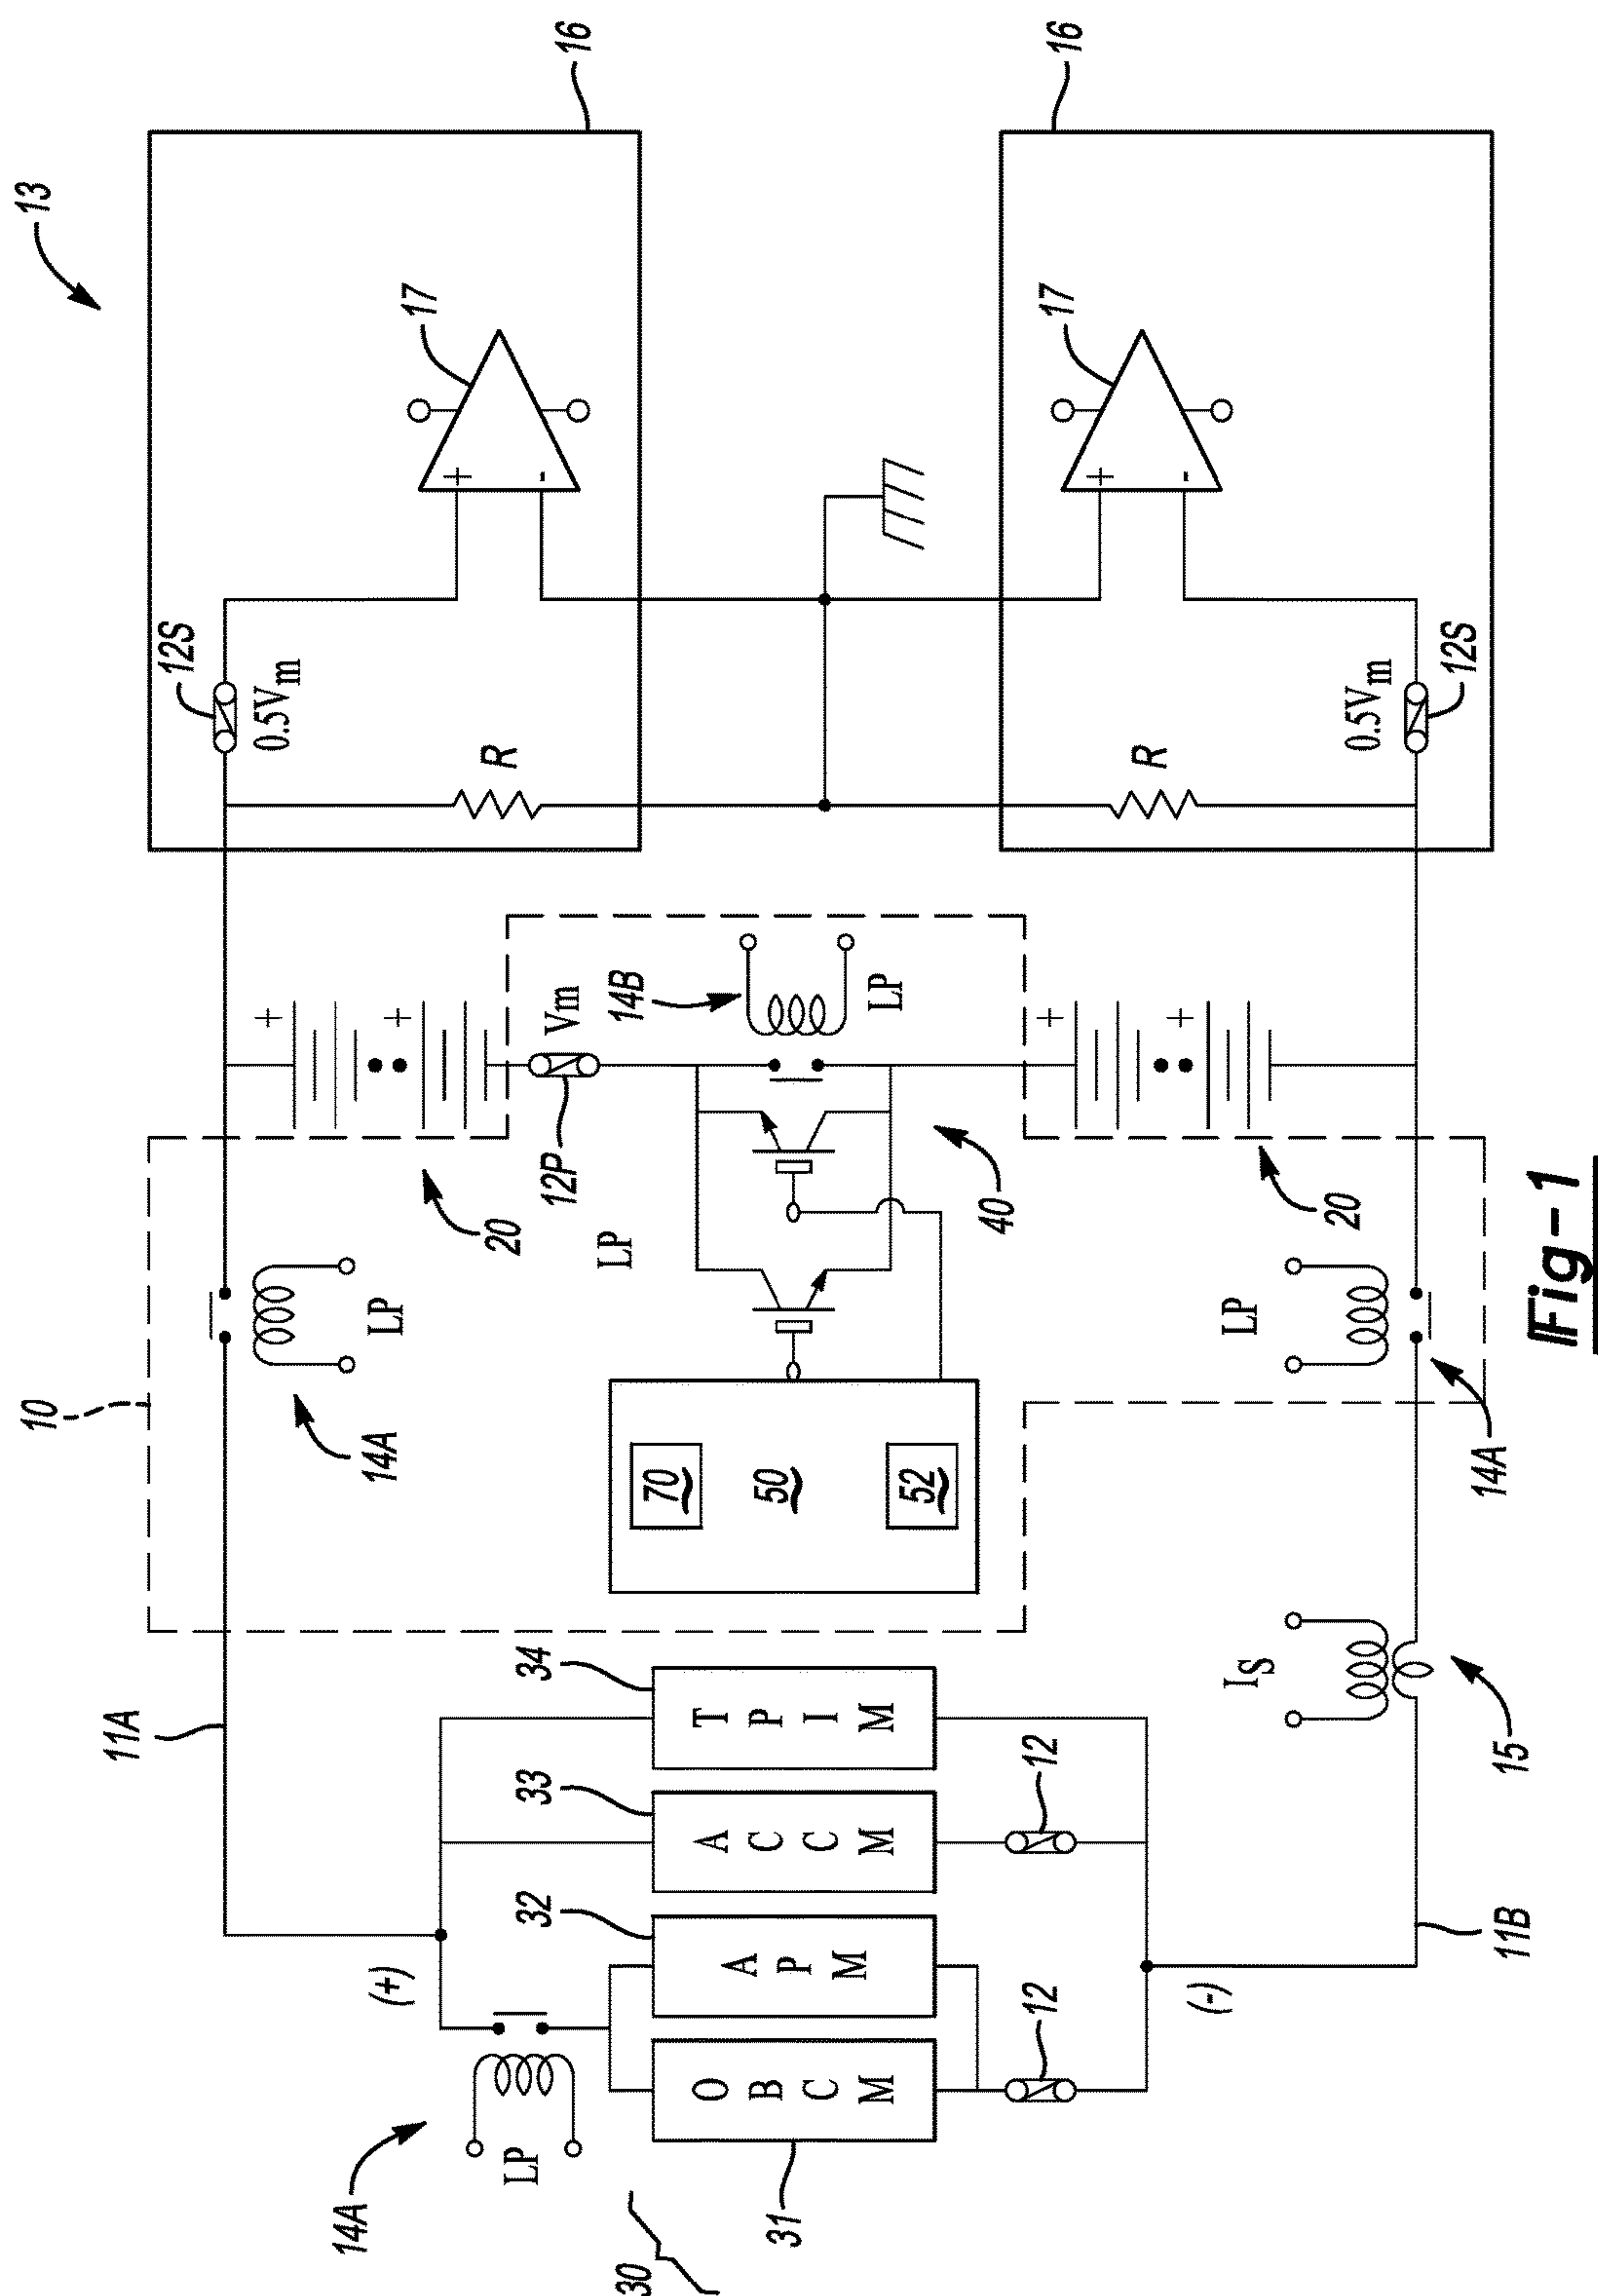 13
16
16
17
17
+
-
+
-
12S
0.5Vm
R
0.5Vm
12S
R
+
+
20
12P
Vm
14B
LP
+
+
20
40
LP
10
14A
LP
LP
14A
70
50
52
11A
34
T P I M
33
A C C M
32
A P M
31
O B C M
12
12
IS
15
11B
(+)
(-)
14A
LP
30
Fig-1